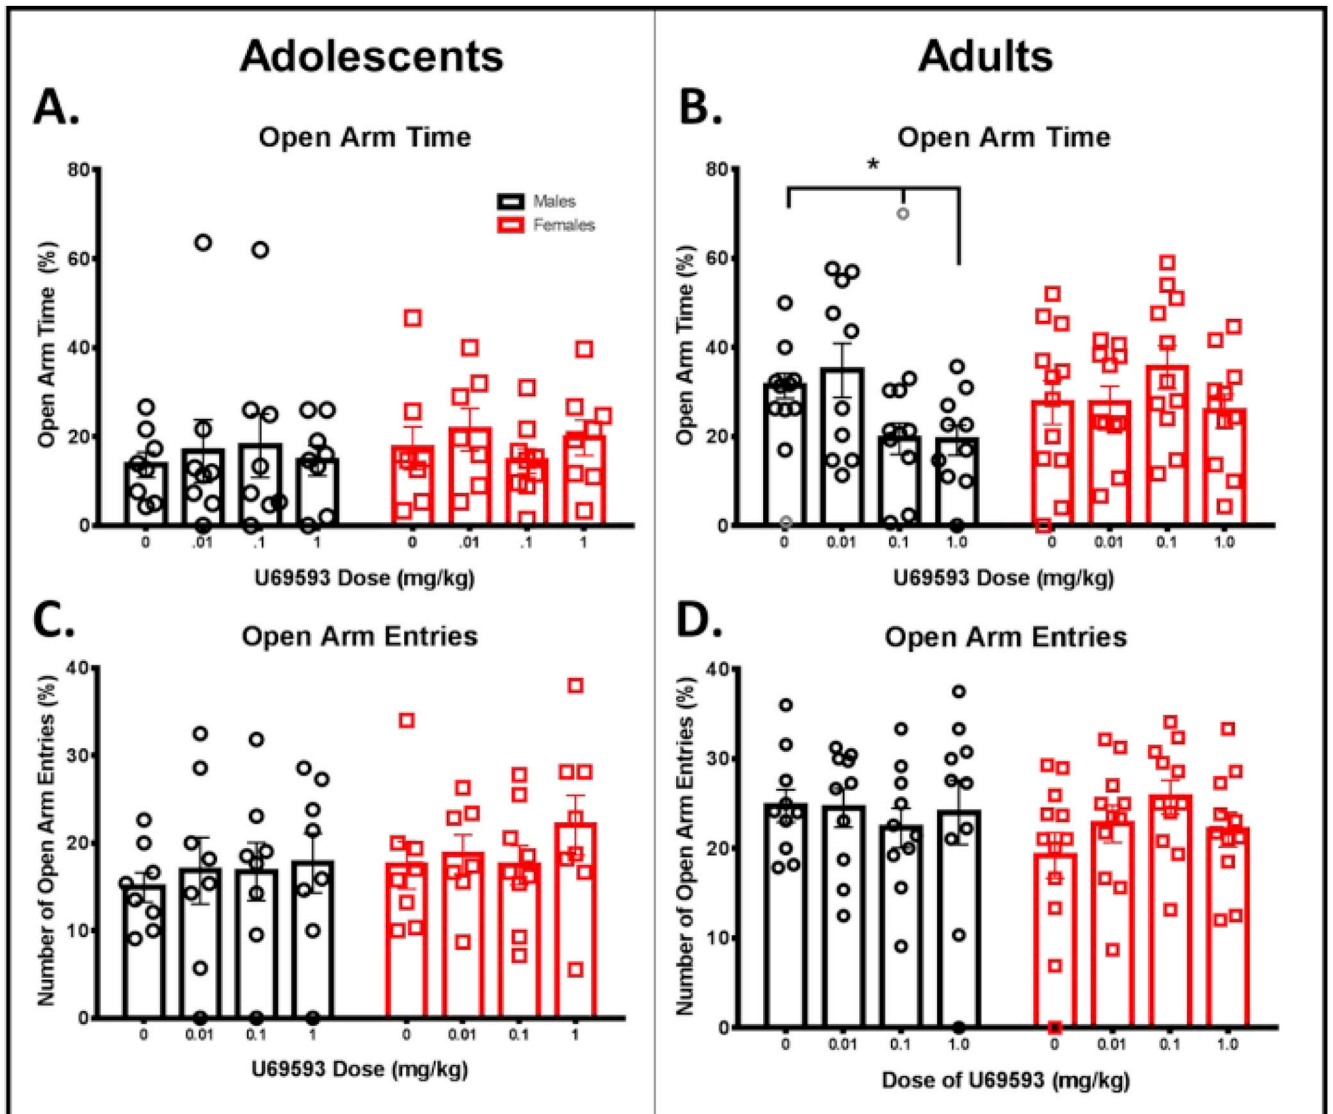 Adolescents
Adults
A.
Open Arm Time
Open Arm Time (%)
80
60
40
20
0
Males
Females
0 .01 .1 1 0 .01 .1 1
U69593 Dose (mg/kg)
B.
Open Arm Time
Open Arm Time (%)
80
60
40
20
0
*
0 0.01 0.1 1.0 0 0.01 0.1 1.0
U69593 Dose (mg/kg)
C.
Open Arm Entries
Number of Open Arm Entries (%)
40
30
20
10
0
0 0.01 0.1 1 0 0.01 0.1 1
U69593 Dose (mg/kg)
D.
Open Arm Entries
Number of Open Arm Entries (%)
40
30
20
10
0
0 0.01 0.1 1.0 0 0.01 0.1 1.0
Dose of U69593 (mg/kg)